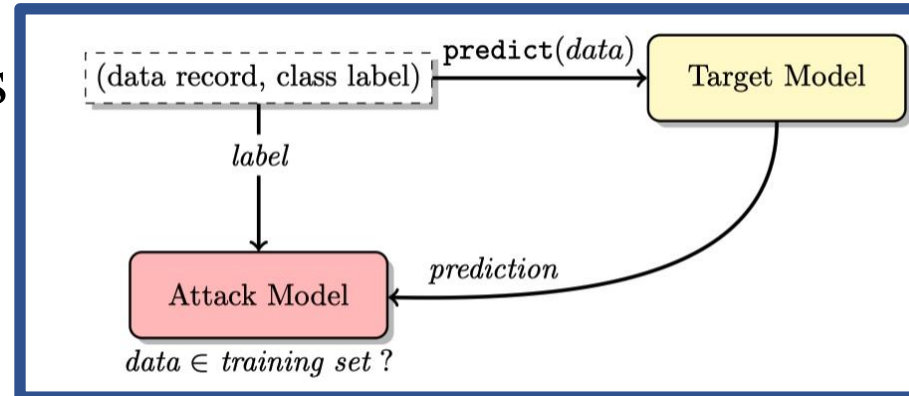 s
(data record, class label)
predict(data)
Target Model
label
Attack Model
prediction
data ∈ training set ?